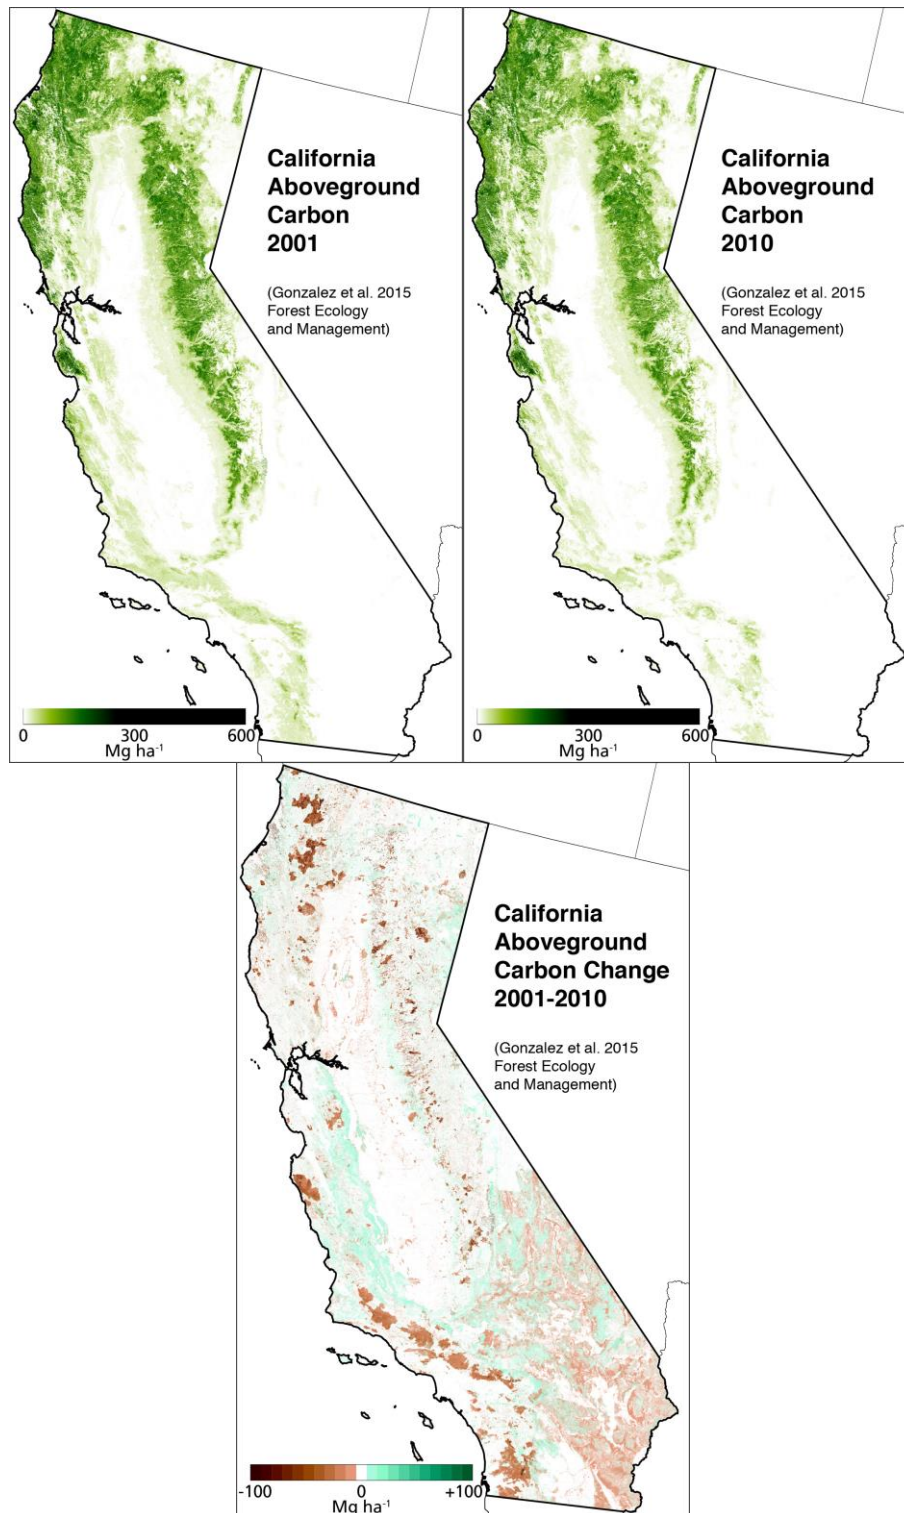 California
Aboveground
Carbon
2001
(Gonzalez et al. 2015
Forest Ecology
and Management)
0 300 600
Mg ha⁻¹
California
Aboveground
Carbon
2010
(Gonzalez et al. 2015
Forest Ecology
and Management)
0 300 600
Mg ha⁻¹
California
Aboveground
Carbon Change
2001-2010
(Gonzalez et al. 2015
Forest Ecology
and Management)
-100 0 +100
Mg ha⁻¹